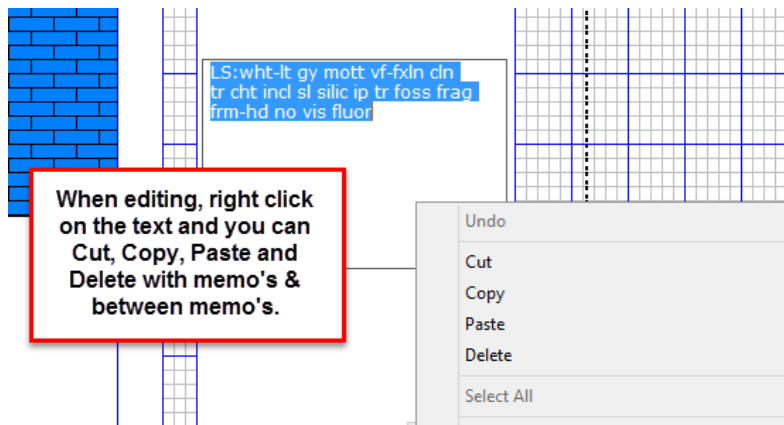 LS:wht-lt gy mott vf-fxln cln
tr cht incl sl silic ip tr foss frag
frm-hd no vis fluor
When editing, right click
on the text and you can
Cut, Copy, Paste and
Delete with memo's &
between memo's.
Undo
Cut
Copy
Paste
Delete
Select All